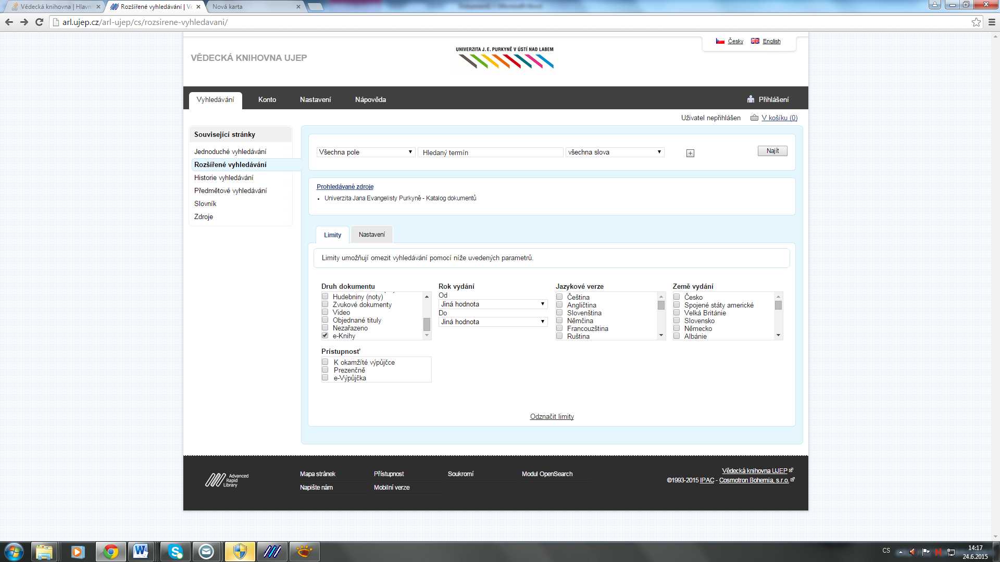 Vědecká knihovna | Hlavn
Rozšířené vyhledávání | Vě
Nová karta
arl.ujep.cz/arl-ujep/cs/rozsirene-vyhledavani/
Česky
English
VĚDECKÁ KNIHOVNA UJEP
UNIVERZITA J. E. PURKYNĚ V ÚSTÍ NAD LABEM
Vyhledávání
Konto
Nastavení
Nápověda
Přihlášení
Uživatel nepřihlášen
V košíku (0)
Související stránky
Jednoduché vyhledávání
Rozšířené vyhledávání
Historie vyhledávání
Předmětové vyhledávání
Slovník
Zdroje
Všechna pole
Hledaný termín
všechna slova
Najít
Prohledávané zdroje
Univerzita Jana Evangelisty Purkyně - Katalog dokumentů
Limity
Nastavení
Limity umožňují omezit vyhledávání pomocí níže uvedených parametrů.
Druh dokumentu
Hudebniny (noty)
Zvukové dokumenty
Video
Objednané tituly
Nezařazeno
e-Knihy
Rok vydání
Od
Jiná hodnota
Do
Jiná hodnota
Jazykové verze
Čeština
Angličtina
Slovenština
Němčina
Francouzština
Ruština
Země vydání
Česko
Spojené státy americké
Velká Británie
Slovensko
Německo
Albánie
Prístupnosť
K okamžíté výpůjčce
Prezenčně
e-Výpůjčka
Odznačit limity
Advanced
Rapid
Library
Mapa stránek
Přístupnost
Soukromí
Modul OpenSearch
Napište nám
Mobilní verze
Vědecká knihovna UJEP
©1993-2015 IPAC - Cosmotron Bohemia, s.r.o.
CS
14:17
24.6.2015